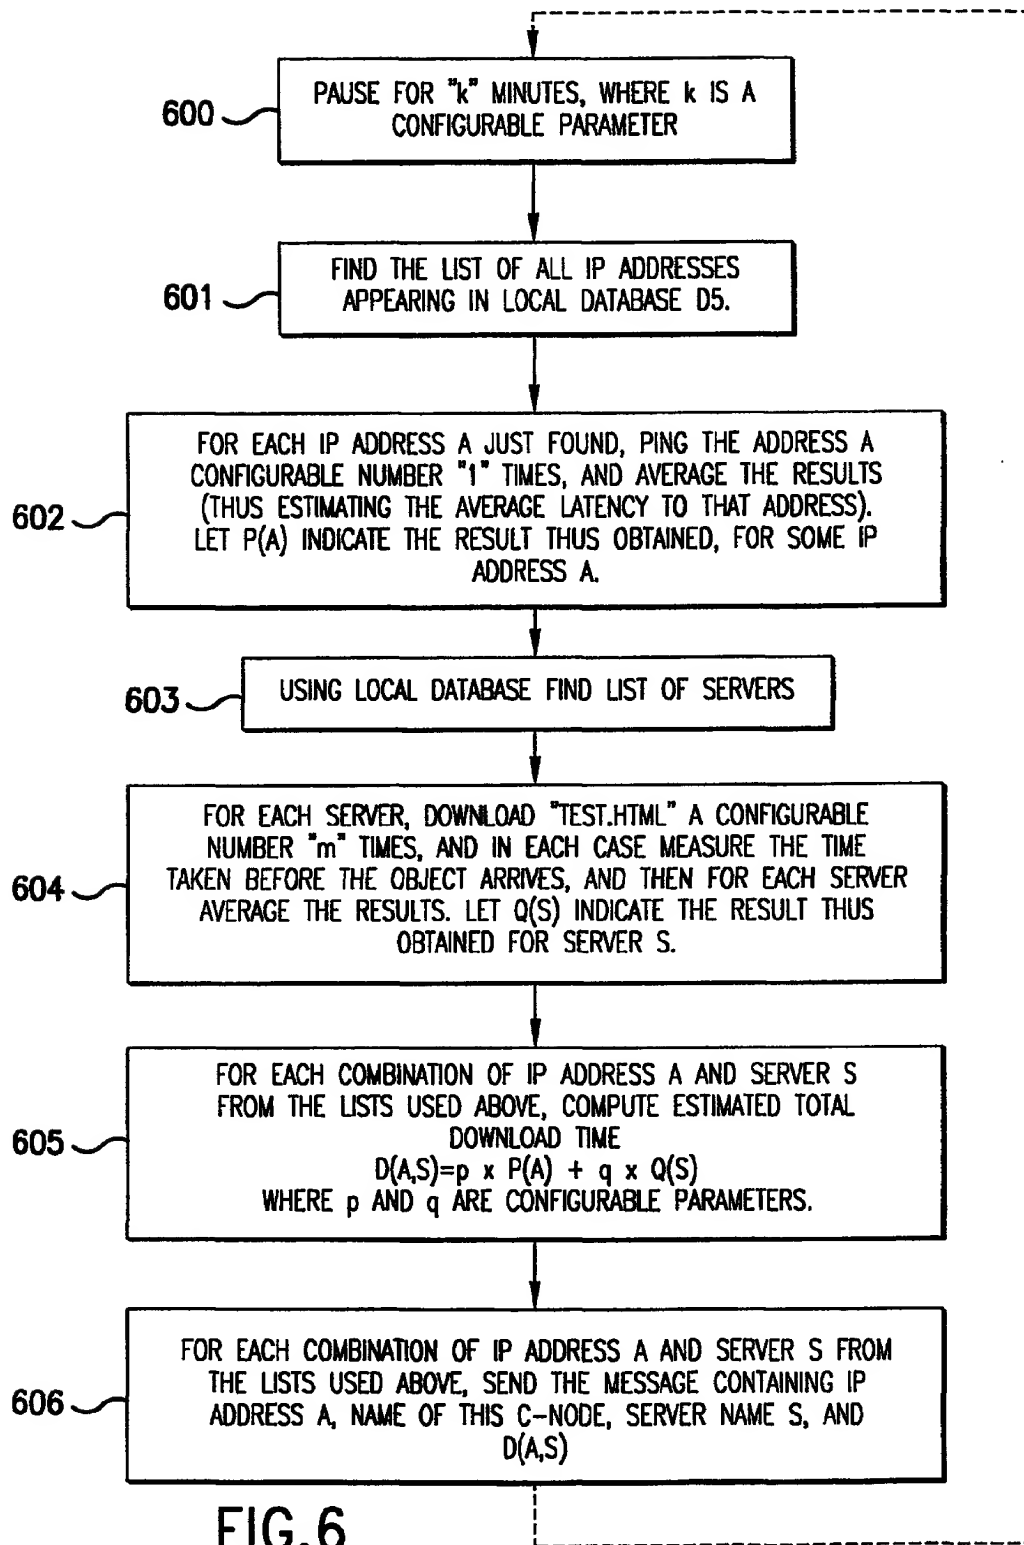 600
PAUSE FOR "k" MINUTES, WHERE k IS A
CONFIGURABLE PARAMETER
601
FIND THE LIST OF ALL IP ADDRESSES
APPEARING IN LOCAL DATABASE D5.
602
FOR EACH IP ADDRESS A JUST FOUND, PING THE ADDRESS A
CONFIGURABLE NUMBER "1" TIMES, AND AVERAGE THE RESULTS
(THUS ESTIMATING THE AVERAGE LATENCY TO THAT ADDRESS).
LET P(A) INDICATE THE RESULT THUS OBTAINED, FOR SOME IP
ADDRESS A.
603
USING LOCAL DATABASE FIND LIST OF SERVERS
604
FOR EACH SERVER, DOWNLOAD "TEST.HTML" A CONFIGURABLE
NUMBER "m" TIMES, AND IN EACH CASE MEASURE THE TIME
TAKEN BEFORE THE OBJECT ARRIVES, AND THEN FOR EACH SERVER
AVERAGE THE RESULTS. LET Q(S) INDICATE THE RESULT THUS
OBTAINED FOR SERVER S.
605
FOR EACH COMBINATION OF IP ADDRESS A AND SERVER S
FROM THE LISTS USED ABOVE, COMPUTE ESTIMATED TOTAL
DOWNLOAD TIME
D(A,S)=p x P(A) + q x Q(S)
WHERE p AND q ARE CONFIGURABLE PARAMETERS.
606
FOR EACH COMBINATION OF IP ADDRESS A AND SERVER S FROM
THE LISTS USED ABOVE, SEND THE MESSAGE CONTAINING IP
ADDRESS A, NAME OF THIS C-NODE, SERVER NAME S, AND
D(A,S)
FIG.6